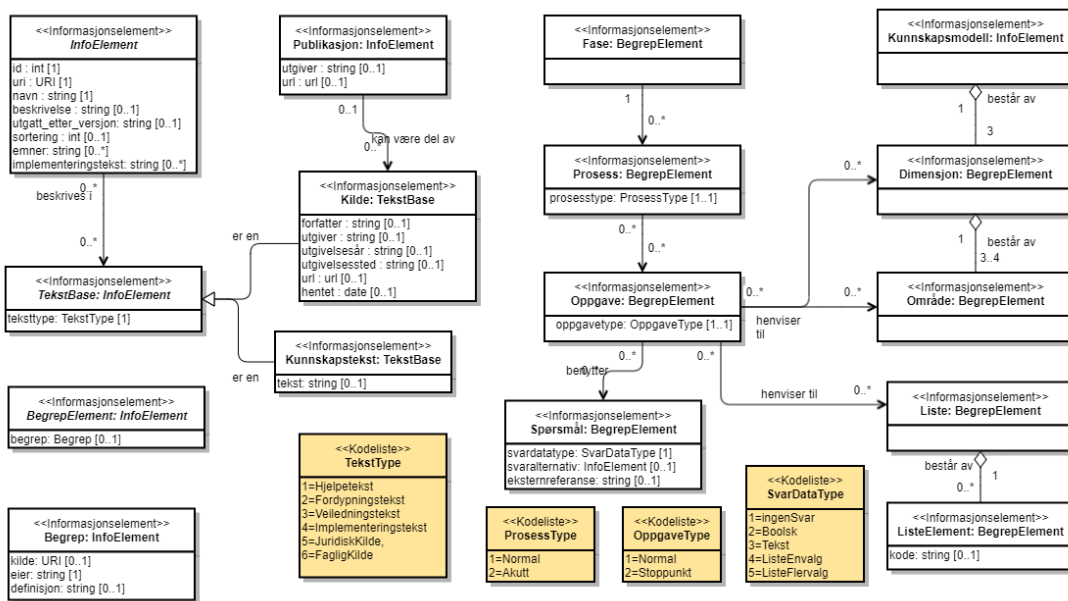 <<Informasjonselement>>
InfoElement
id : int [1]
uri : URI [1]
navn : string [1]
beskrivelse : string [0..1]
utgatt_etter_versjon: string [0..1]
sortering : int [0..1]
emner: string [0..*]
implementeringstekst: string [0..*]
0..*
beskrives i
0..*
<<Informasjonselement>>
TekstBase: InfoElement
teksttype: TekstType [1]
<<Informasjonselement>>
BegrepElement: InfoElement
begrep: Begrep [0..1]
<<Informasjonselement>>
Begrep: InfoElement
kilde: URI [0..1]
eier: string [1]
definisjon: string [0..1]
<<Informasjonselement>>
Publikasjon: InfoElement
utgiver : string [0..1]
url : url [0..1]
0..1
kan være del av
0..*
<<Informasjonselement>>
Kilde: TekstBase
forfatter : string [0..1]
utgiver : string [0..1]
utgivelsesår : string [0..1]
utgivelsessted : string [0..1]
url : url [0..1]
hentet : date [0..1]
er en
<<Informasjonselement>>
Kunnskapstekst: TekstBase
tekst: string [0..1]
er en
<<Kodeliste>>
TekstType
1=Hjelpetekst
2=Fordypningstekst
3=Veiledningstekst
4=Implementeringstekst
5=JuridiskKilde,
6=FagligKilde
<<Informasjonselement>>
Fase: BegrepElement
1
0..*
<<Informasjonselement>>
Prosess: BegrepElement
prosesstype: ProsessType [1..1]
0..*
0..*
<<Informasjonselement>>
Oppgave: BegrepElement
oppgavetype: OppgaveType [1..1]
0..*
0..*
benytter
0..*
<<Informasjonselement>>
Spørsmål: BegrepElement
svardatatype: SvarDataType [1]
svaralternativ: InfoElement [0..1]
eksternreferanse: string [0..1]
<<Kodeliste>>
ProsessType
1=Normal
2=Akutt
<<Kodeliste>>
OppgaveType
1=Normal
2=Stoppunkt
<<Kodeliste>>
SvarDataType
1=ingenSvar
2=Boolsk
3=Tekst
4=ListeEnvalg
5=ListeFlervalg
0..*
0..*
0..*
henviser
til
henviser til
0..*
<<Informasjonselement>>
Kunnskapsmodell: InfoElement
består av
1
3
<<Informasjonselement>>
Dimensjon: BegrepElement
1
består av
3..4
<<Informasjonselement>>
Område: BegrepElement
<<Informasjonselement>>
Liste: BegrepElement
består av
1
0..*
<<Informasjonselement>>
ListeElement: BegrepElement
kode: string [0..1]